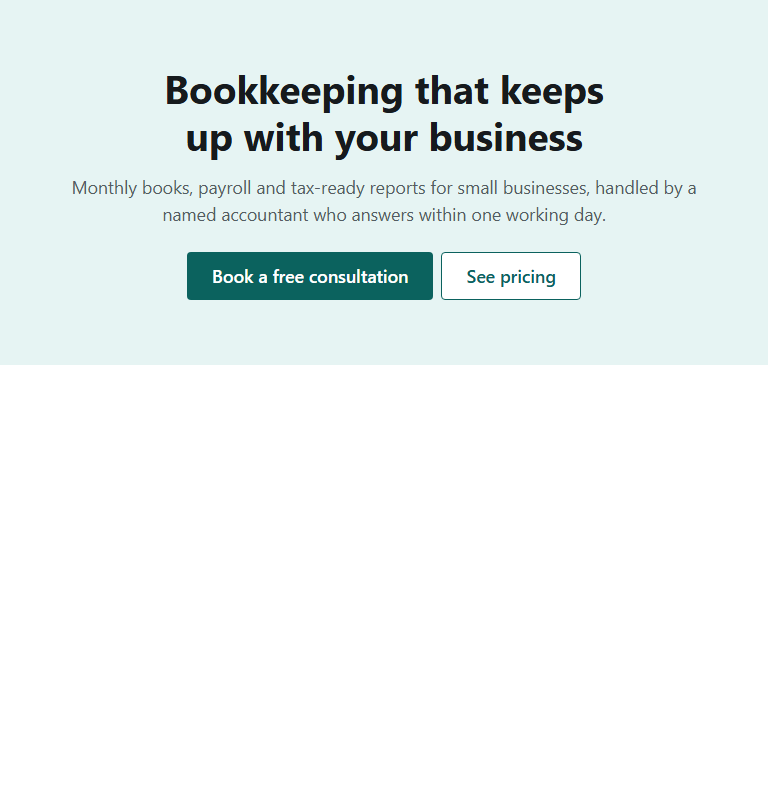 Bookkeeping that keeps
up with your business
Monthly books, payroll and tax-ready reports for small businesses, handled by a
named accountant who answers within one working day.
Book a free consultation
See pricing